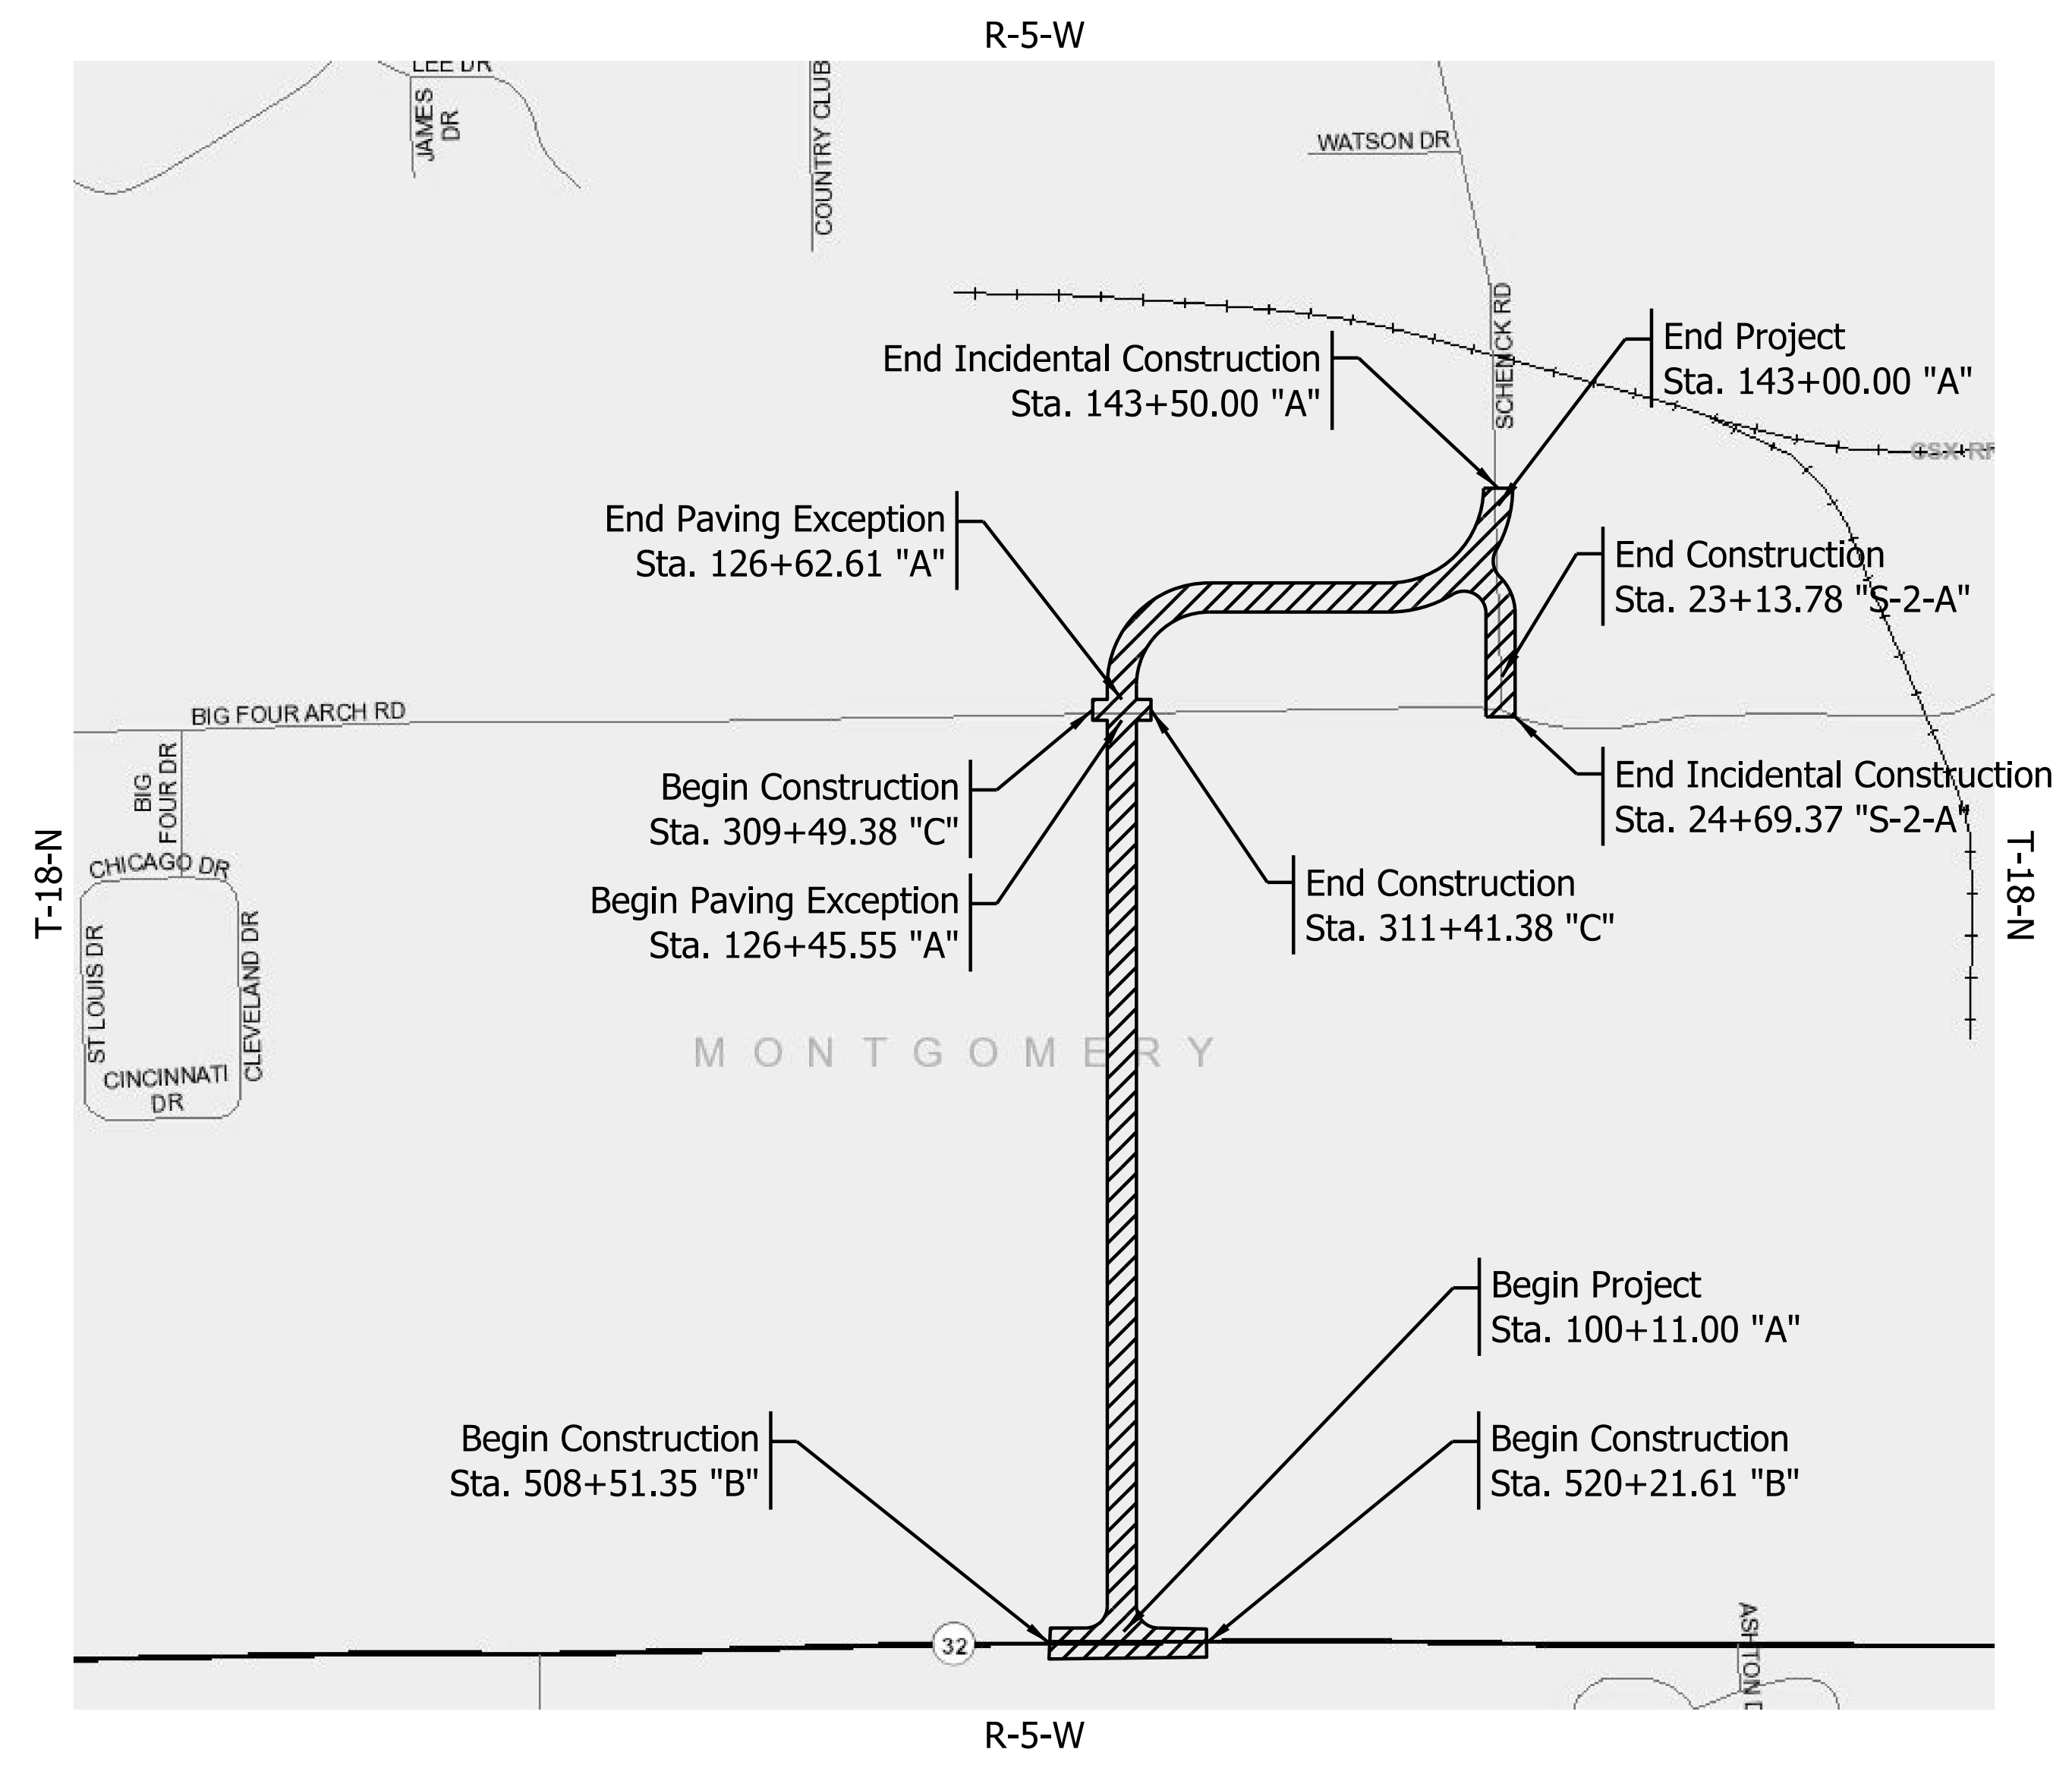 R-5-W
LEE DR
JAMES
DR
COUNTRY CLUB
WATSON DR
SCHENCK RD
End Project
Sta. 143+00.00 "A"
End Incidental Construction
Sta. 143+50.00 "A"
CSX RR
End Paving Exception
Sta. 126+62.61 "A"
End Construction
Sta. 23+13.78 "S-2-A"
BIG FOUR ARCH RD
BIG
FOUR DR
Begin Construction
Sta. 309+49.38 "C"
End Incidental Construction
Sta. 24+69.37 "S-2-A"
T-18-N
CHICAGO DR
T-18-N
Begin Paving Exception
Sta. 126+45.55 "A"
End Construction
Sta. 311+41.38 "C"
ST LOUIS DR
CLEVELAND DR
CINCINNATI
DR
MONTGOMERY
Begin Project
Sta. 100+11.00 "A"
Begin Construction
Sta. 508+51.35 "B"
Begin Construction
Sta. 520+21.61 "B"
32
ASHTON
R-5-W